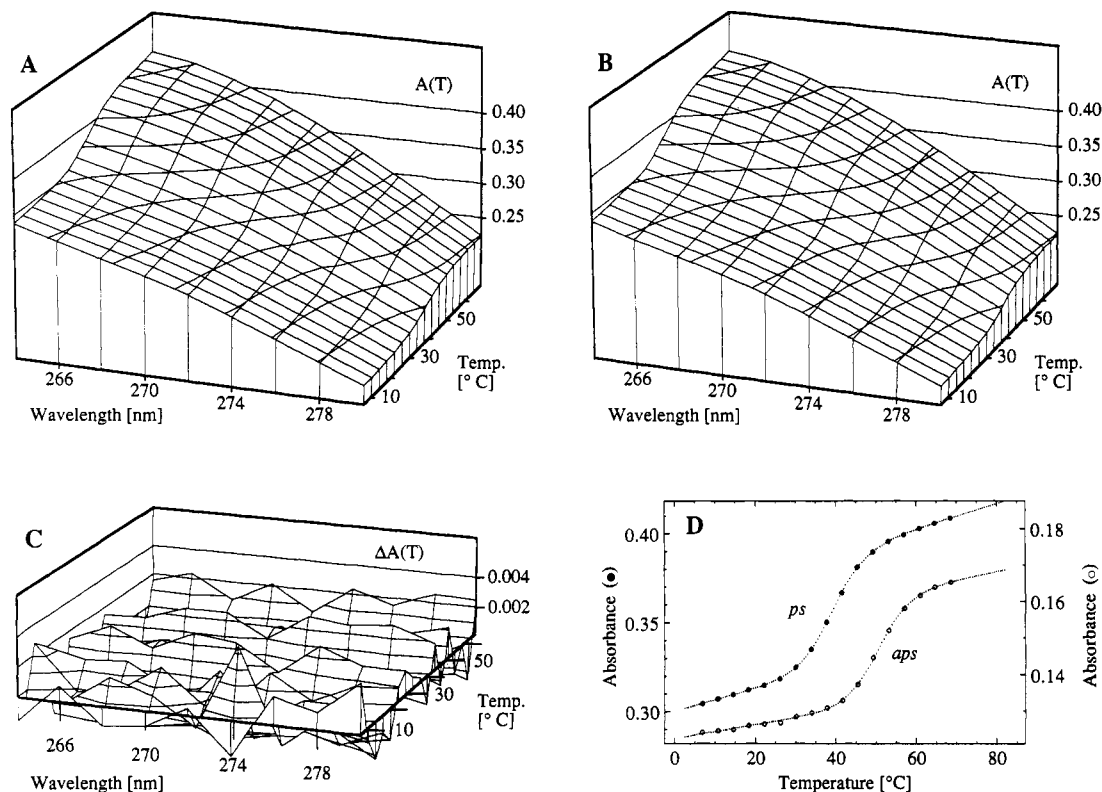 A
A(T)
0.40
0.35
0.30
0.25
50
30
10
Temp.
[° C]
266
270
274
278
Wavelength [nm]
B
A(T)
0.40
0.35
0.30
0.25
50
30
10
Temp.
[° C]
266
270
274
278
Wavelength [nm]
C
ΔA(T)
0.004
0.002
50
30
10
Temp.
[° C]
266
270
274
278
Wavelength [nm]
D
Absorbance (●)
0.40
0.35
0.30
ps
aps
0.18
0.16
0.14
Absorbance (○)
0 20 40 60 80
Temperature [°C]